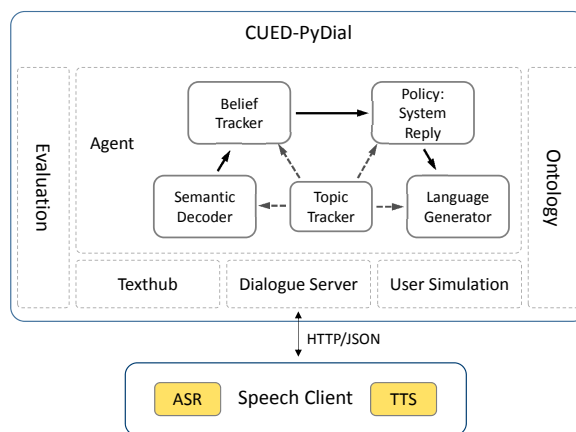 CUED-PyDial
Evaluation
Agent
Belief
Tracker
Policy:
System
Reply
Semantic
Decoder
Topic
Tracker
Language
Generator
Ontology
Texthub
Dialogue Server
User Simulation
HTTP/JSON
ASR
Speech Client
TTS